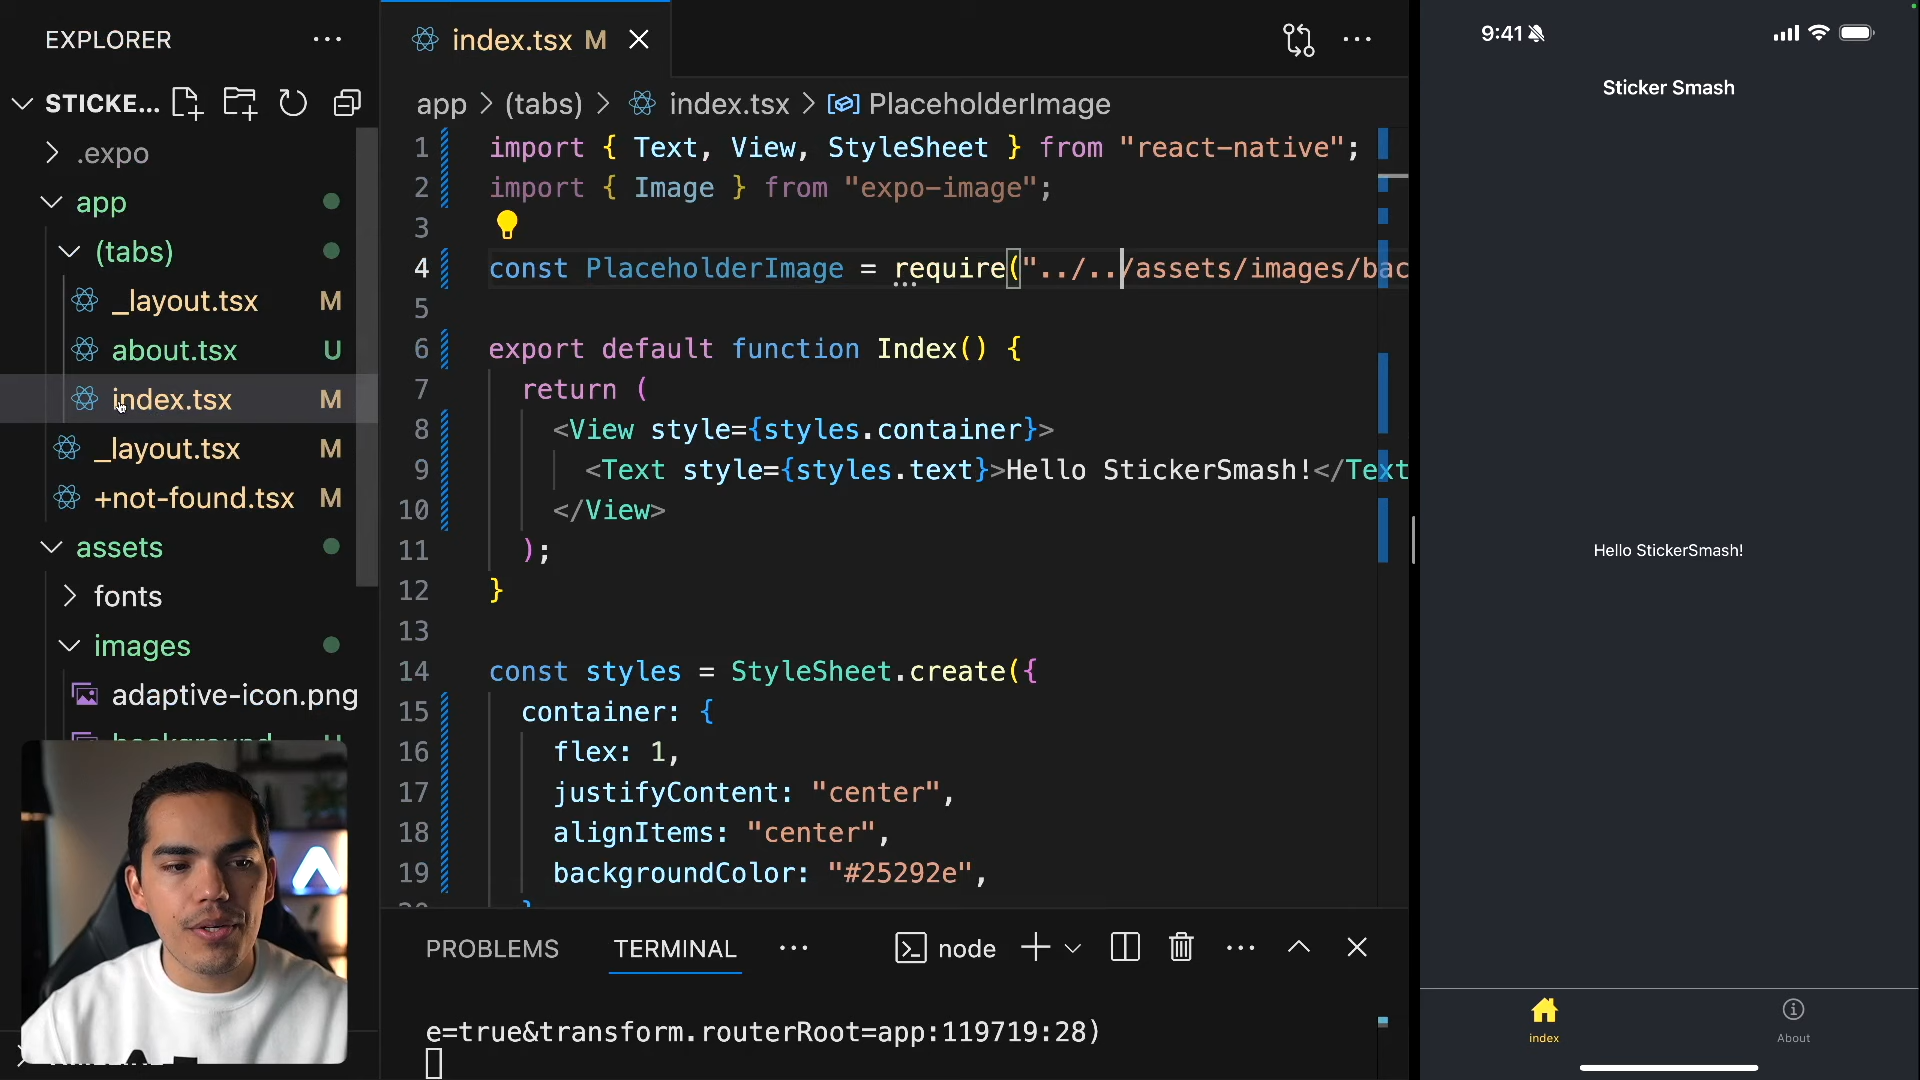 EXPLORER
STICKE...
.expo
app
(tabs)
_layout.tsx M
about.tsx U
index.tsx M
_layout.tsx M
+not-found.tsx M
assets
fonts
images
adaptive-icon.png
index.tsx M
app > (tabs) > index.tsx > PlaceholderImage
1 import { Text, View, StyleSheet } from "react-native";
2 import { Image } from "expo-image";
3
4 const PlaceholderImage = require("../../assets/images/bac
5
6 export default function Index() {
7 return (
8 <View style={styles.container}>
9 <Text style={styles.text}>Hello StickerSmash!</Text
10 </View>
11 );
12 }
13
14 const styles = StyleSheet.create({
15 container: {
16 flex: 1,
17 justifyContent: "center",
18 alignItems: "center",
19 backgroundColor: "#25292e",
PROBLEMS TERMINAL node
e=true&transform.routerRoot=app:119719:28)
9:41
Sticker Smash
Hello StickerSmash!
index
About